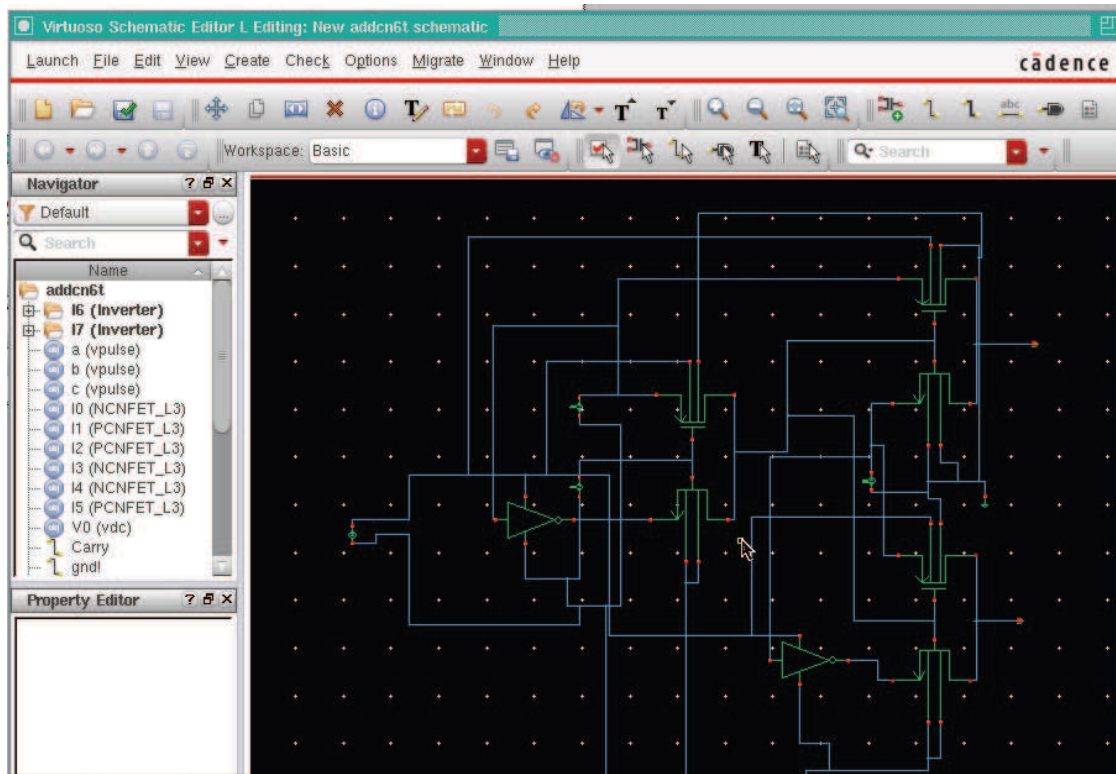 Virtuoso Schematic Editor L Editing: New addcn6t schematic
Launch File Edit View Create Check Options Migrate Window Help
cādence
T T T
abc
Workspace: Basic
T
Search
Navigator ? X
Default ...
Search
Name
addcn6t
I6 (Inverter)
I7 (Inverter)
a (vpulse)
b (vpulse)
c (vpulse)
I0 (NCNFET_L3)
I1 (PCNFET_L3)
I2 (PCNFET_L3)
I3 (NCNFET_L3)
I4 (NCNFET_L3)
I5 (PCNFET_L3)
V0 (vdc)
Carry
gnd!
Property Editor ? X